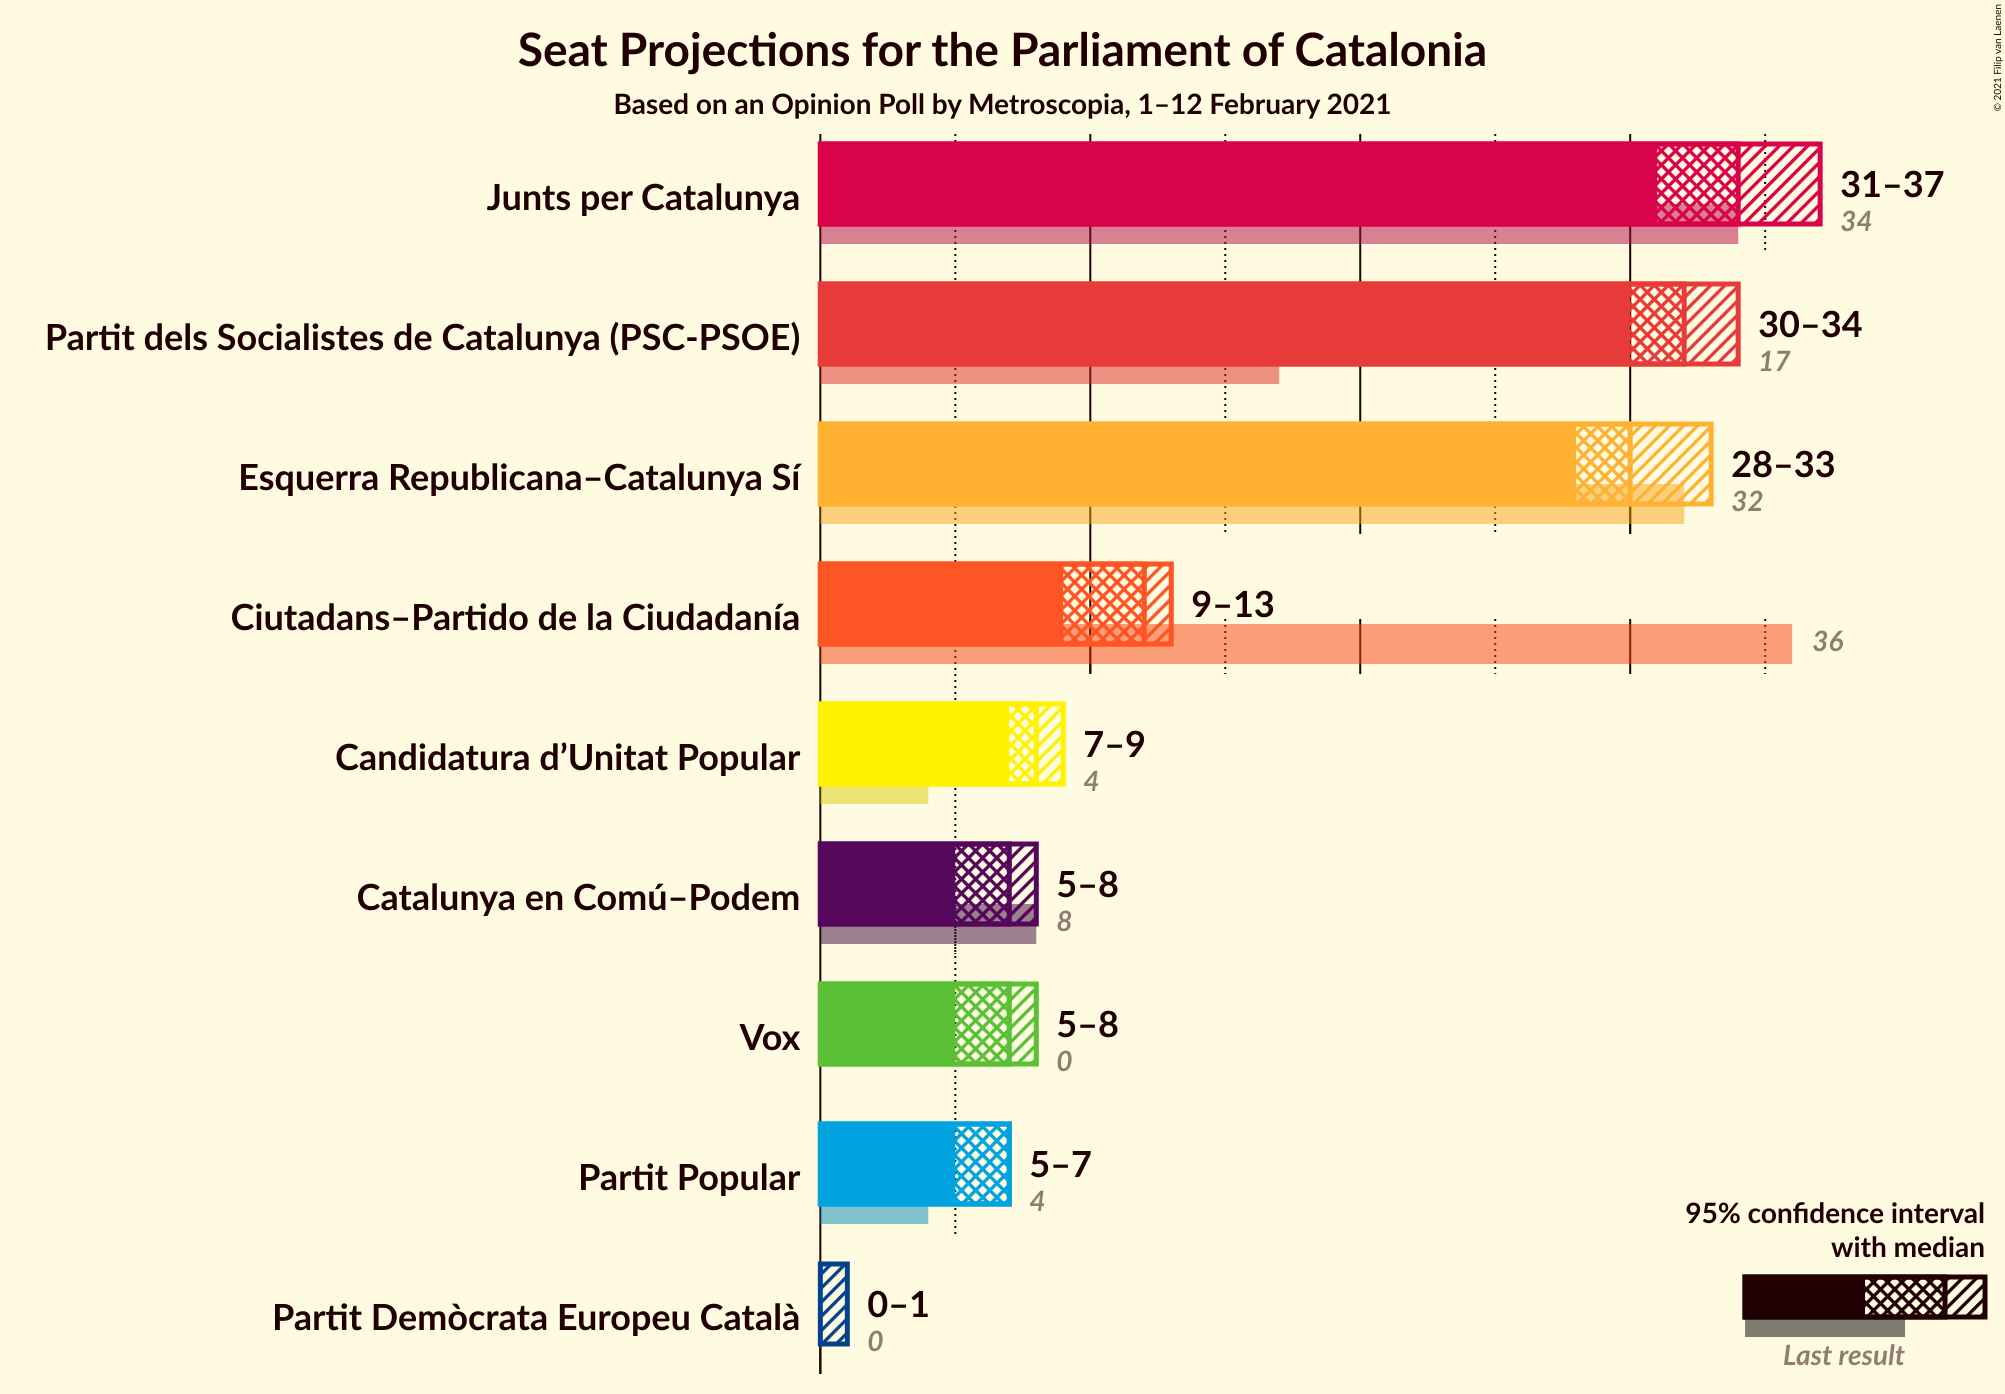 Seat Projections for the Parliament of Catalonia
Based on an Opinion Poll by Metroscopia, 1–12 February 2021
© 2021 Filip van Laenen
Junts per Catalunya
31–37
34
Partit dels Socialistes de Catalunya (PSC-PSOE)
30–34
17
Esquerra Republicana–Catalunya Sí
28–33
32
Ciutadans–Partido de la Ciudadanía
9–13
36
Candidatura d’Unitat Popular
7–9
4
Catalunya en Comú–Podem
5–8
8
Vox
5–8
0
Partit Popular
5–7
4
Partit Demòcrata Europeu Català
0–1
0
95% confidence interval
with median
Last result